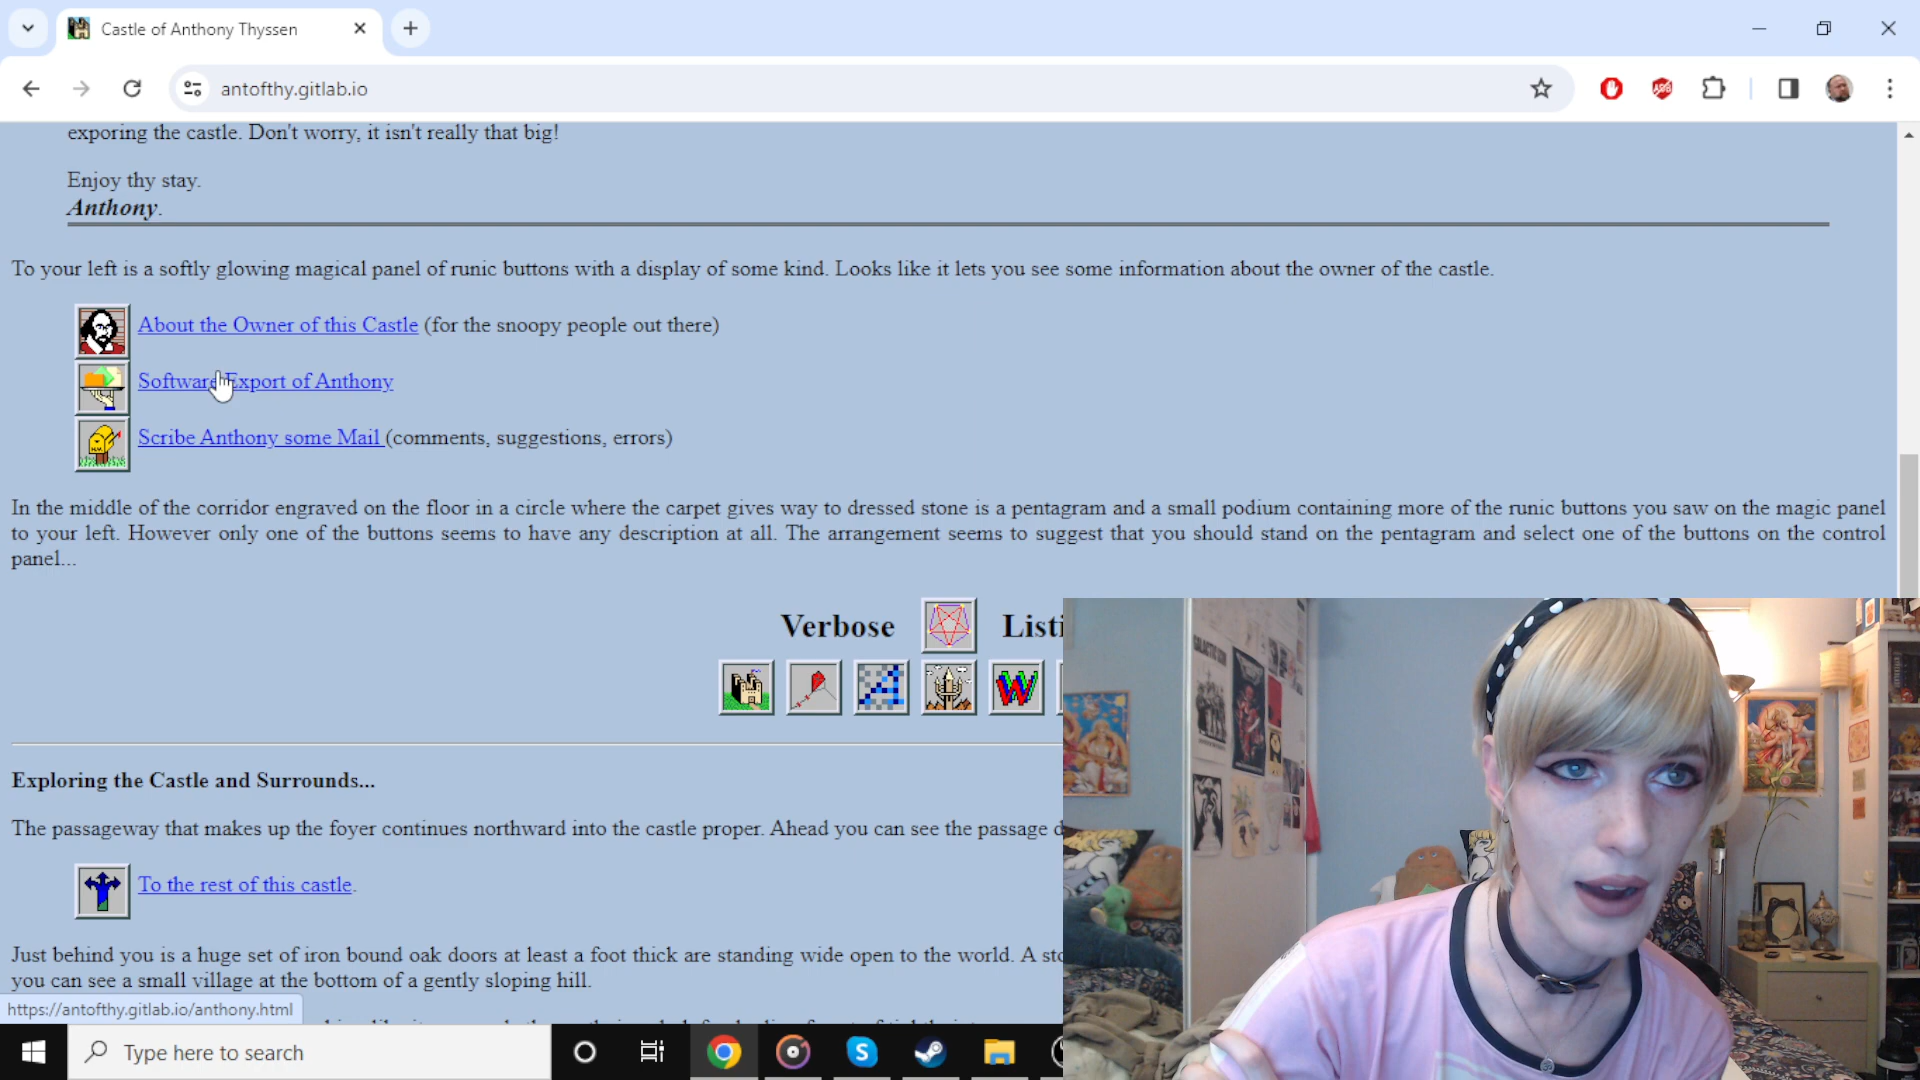 Castle of Anthony Thyssen
antofthy.gitlab.io
exporing the castle. Don't worry, it isn't really that big!
Enjoy thy stay.
Anthony.
To your left is a softly glowing magical panel of runic buttons with a display of some kind. Looks like it lets you see some information about the owner of the castle.
About the Owner of this Castle (for the snoopy people out there)
Software Export of Anthony
Scribe Anthony some Mail (comments, suggestions, errors)
In the middle of the corridor engraved on the floor in a circle where the carpet gives way to dressed stone is a pentagram and a small podium containing more of the runic buttons you saw on the magic panel
to your left. However only one of the buttons seems to have any description at all. The arrangement seems to suggest that you should stand on the pentagram and select one of the buttons on the control
panel...
Verbose Listi
Exploring the Castle and Surrounds...
The passageway that makes up the foyer continues northward into the castle proper. Ahead you can see the passage d
To the rest of this castle.
Just behind you is a huge set of iron bound oak doors at least a foot thick are standing wide open to the world. A sto
you can see a small village at the bottom of a gently sloping hill.
https://antofthy.gitlab.io/anthony.html
Type here to search